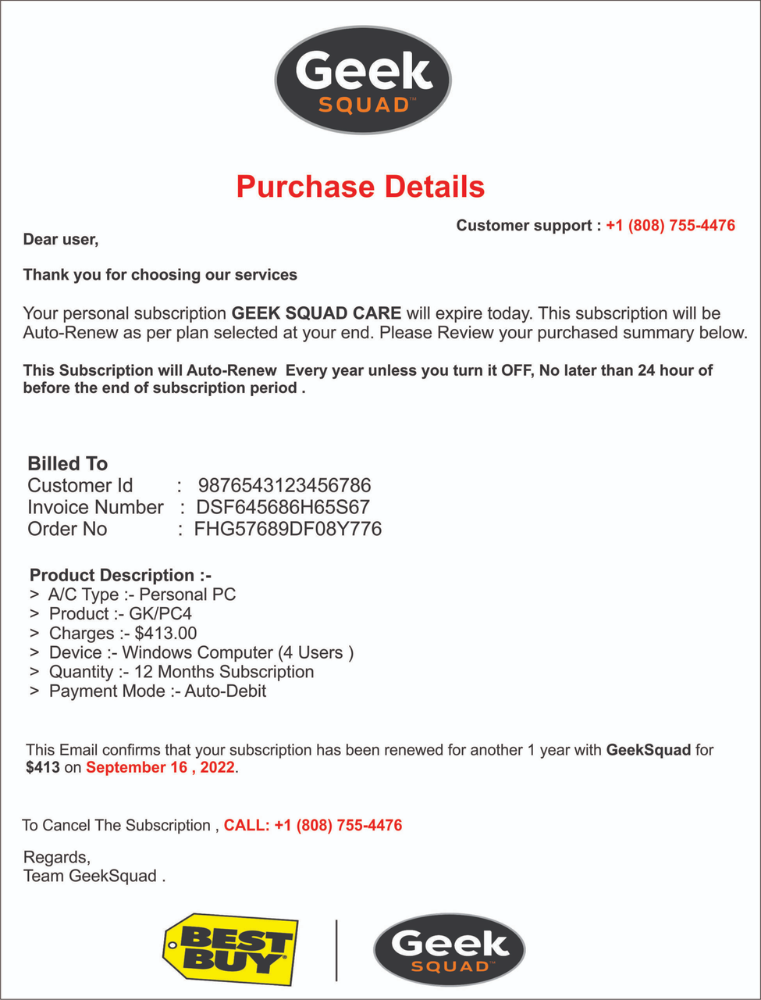 Geek
SQUAD™
Purchase Details
Customer support : +1 (808) 755-4476
Dear user,
Thank you for choosing our services
Your personal subscription GEEK SQUAD CARE will expire today. This subscription will be
Auto-Renew as per plan selected at your end. Please Review your purchased summary below.
This Subscription will Auto-Renew Every year unless you turn it OFF, No later than 24 hour of
before the end of subscription period .
Billed To
Customer Id : 9876543123456786
Invoice Number : DSF645686H65S67
Order No : FHG57689DF08Y776
Product Description :-
> A/C Type :- Personal PC
> Product :- GK/PC4
> Charges :- $413.00
> Device :- Windows Computer (4 Users )
> Quantity :- 12 Months Subscription
> Payment Mode :- Auto-Debit
This Email confirms that your subscription has been renewed for another 1 year with GeekSquad for
$413 on September 16 , 2022.
To Cancel The Subscription , CALL: +1 (808) 755-4476
Regards,
Team GeekSquad .
BEST
BUY®
Geek
SQUAD™